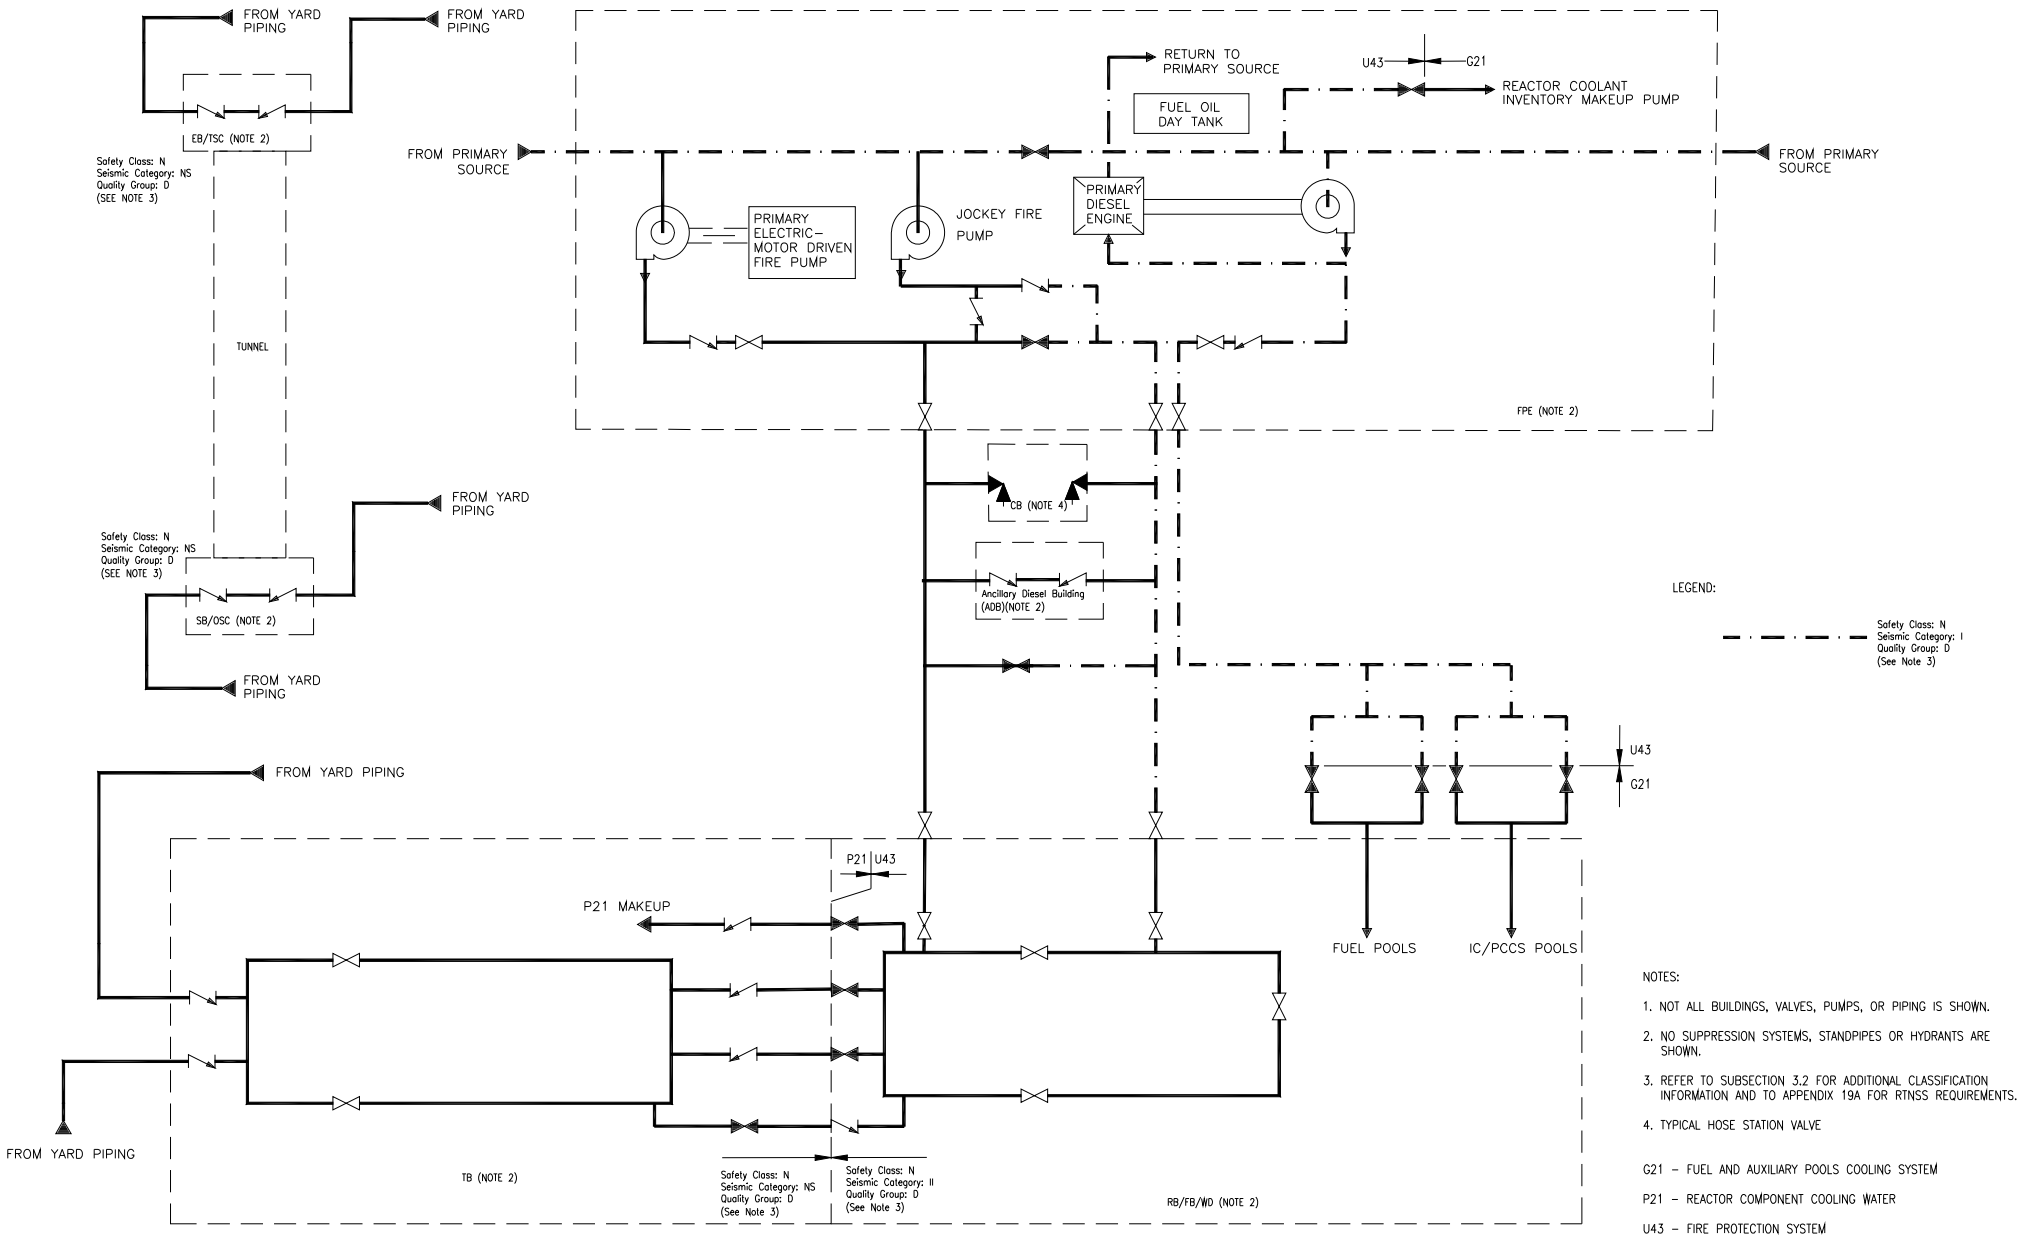 FROM YARD
PIPING
FROM YARD
PIPING
EB/TSC (NOTE 2)
Safety Class: N
Seismic Category: NS
Quality Group: D
(SEE NOTE 3)
TUNNEL
FROM YARD
PIPING
Safety Class: N
Seismic Category: NS
Quality Group: D
(SEE NOTE 3)
SB/OSC (NOTE 2)
FROM YARD
PIPING
RETURN TO
PRIMARY SOURCE
U43
G21
REACTOR COOLANT
INVENTORY MAKEUP PUMP
FUEL OIL
DAY TANK
FROM PRIMARY
SOURCE
FROM PRIMARY
SOURCE
PRIMARY
ELECTRIC-
MOTOR DRIVEN
FIRE PUMP
JOCKEY FIRE
PUMP
PRIMARY
DIESEL
ENGINE
FPE (NOTE 2)
CB (NOTE 4)
Ancillary Diesel Building
(ADB)(NOTE 2)
LEGEND:
Safety Class: N
Seismic Category: I
Quality Group: D
(See Note 3)
U43
G21
FROM YARD PIPING
P21
U43
P21 MAKEUP
FUEL POOLS
IC/PCCS POOLS
FROM YARD PIPING
TB (NOTE 2)
Safety Class: N
Seismic Category: NS
Quality Group: D
(See Note 3)
Safety Class: N
Seismic Category: II
Quality Group: D
(See Note 3)
RB/FB/WD (NOTE 2)
NOTES:
1. NOT ALL BUILDINGS, VALVES, PUMPS, OR PIPING IS SHOWN.
2. NO SUPPRESSION SYSTEMS, STANDPIPES OR HYDRANTS ARE
SHOWN.
3. REFER TO SUBSECTION 3.2 FOR ADDITIONAL CLASSIFICATION
INFORMATION AND TO APPENDIX 19A FOR RTNSS REQUIREMENTS.
4. TYPICAL HOSE STATION VALVE
G21 - FUEL AND AUXILIARY POOLS COOLING SYSTEM
P21 - REACTOR COMPONENT COOLING WATER
U43 - FIRE PROTECTION SYSTEM